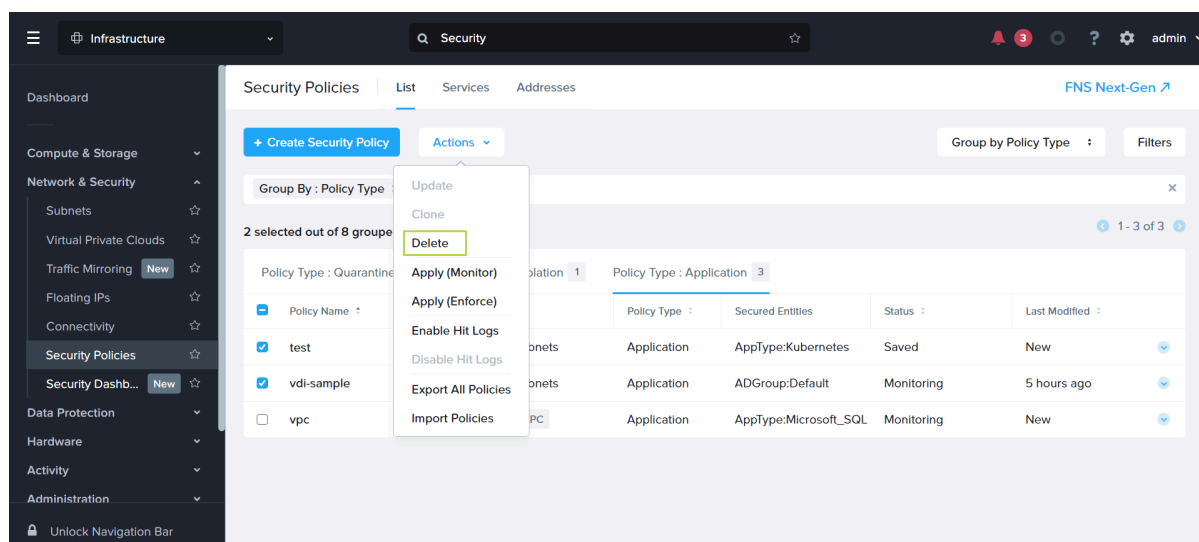 Infrastructure
Security
3
?
admin
Dashboard
Compute & Storage
Network & Security
Subnets
Virtual Private Clouds
Traffic Mirroring New
Floating IPs
Connectivity
Security Policies
Security Dashb... New
Data Protection
Hardware
Activity
Administration
Unlock Navigation Bar
Security Policies List Services Addresses FNS Next-Gen
+ Create Security Policy Actions Group by Policy Type Filters
Group By : Policy Type
2 selected out of 8 groupe 1 - 3 of 3
Update
Clone
Delete
Apply (Monitor)
Apply (Enforce)
Enable Hit Logs
Disable Hit Logs
Export All Policies
Import Policies
Policy Type : Quarantine olation 1 Policy Type : Application 3
Policy Name Policy Type Secured Entities Status Last Modified
test bnets Application AppType:Kubernetes Saved New
vdi-sample bnets Application ADGroup:Default Monitoring 5 hours ago
vpc PC Application AppType:Microsoft_SQL Monitoring New